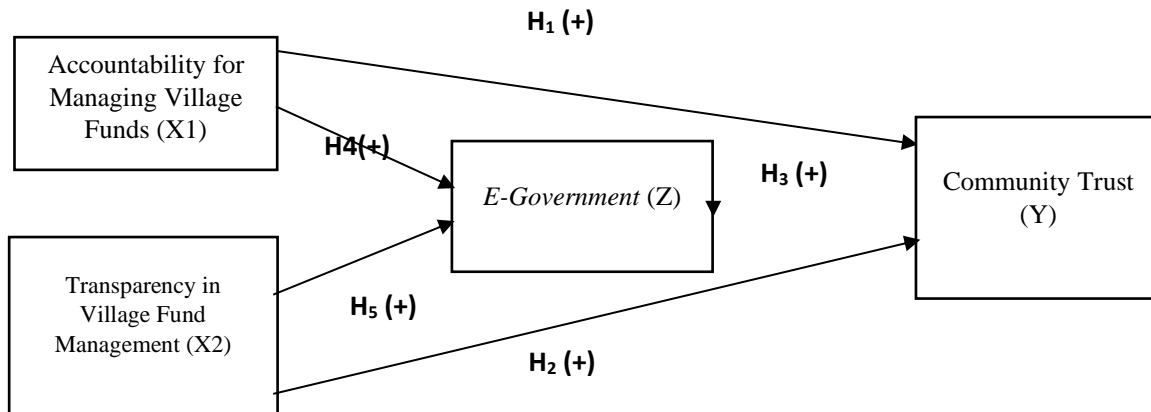 H₁ (+)
Accountability for
Managing Village
Funds (X1)
H4(+)
E-Government (Z)
H₃ (+)
Community Trust
(Y)
Transparency in
Village Fund
Management (X2)
H₅ (+)
H₂ (+)